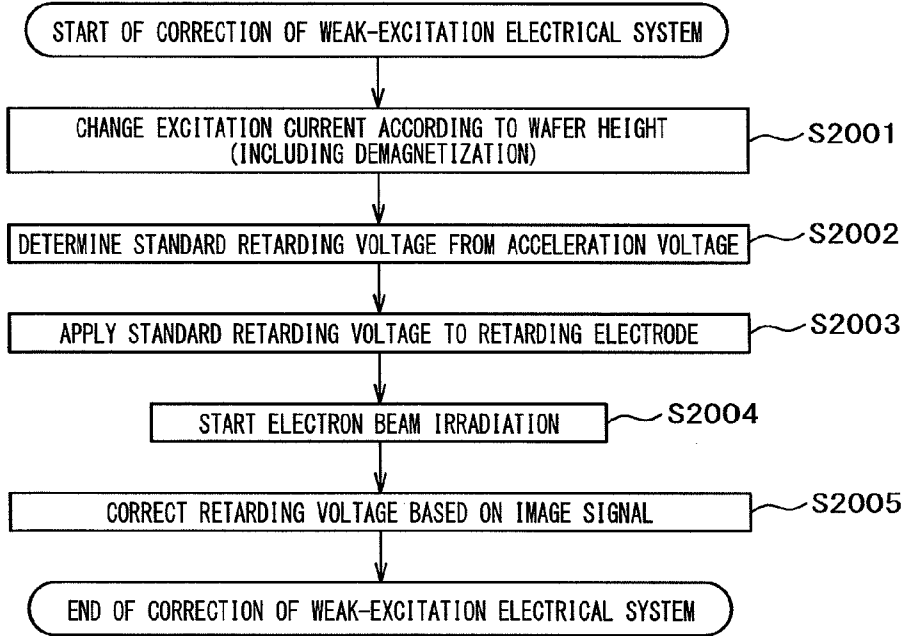 START OF CORRECTION OF WEAK-EXCITATION ELECTRICAL SYSTEM
CHANGE EXCITATION CURRENT ACCORDING TO WAFER HEIGHT
(INCLUDING DEMAGNETIZATION)
S2001
DETERMINE STANDARD RETARDING VOLTAGE FROM ACCELERATION VOLTAGE
S2002
APPLY STANDARD RETARDING VOLTAGE TO RETARDING ELECTRODE
S2003
START ELECTRON BEAM IRRADIATION
S2004
CORRECT RETARDING VOLTAGE BASED ON IMAGE SIGNAL
S2005
END OF CORRECTION OF WEAK-EXCITATION ELECTRICAL SYSTEM